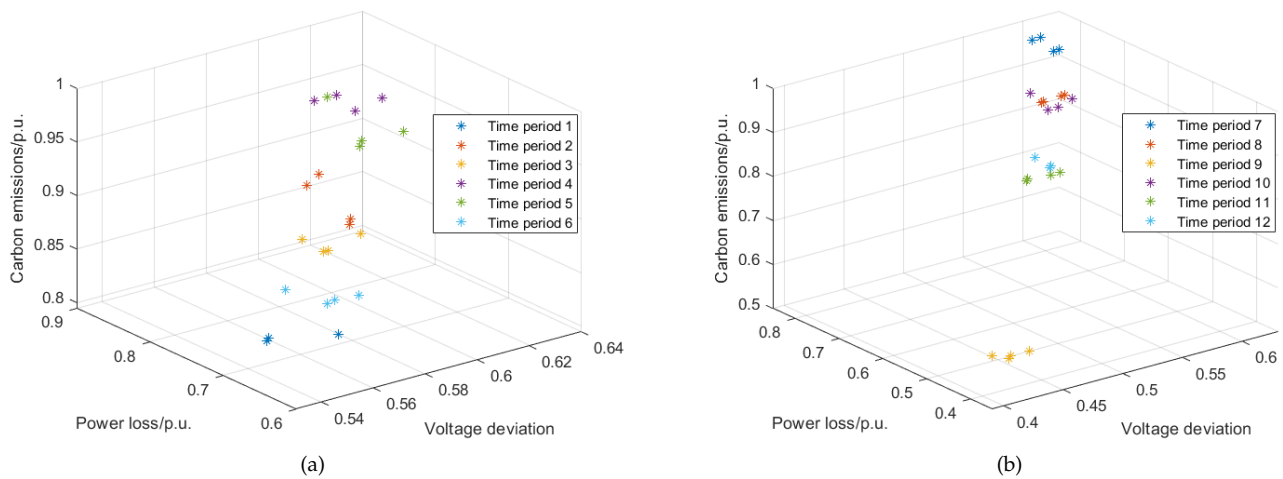 1
0.95
0.9
0.85
0.8
0.9
0.8
0.7
0.6
0.54
0.56
0.58
0.6
0.62
0.64
Carbon emissions/p.u.
Power loss/p.u.
Voltage deviation
Time period 1
Time period 2
Time period 3
Time period 4
Time period 5
Time period 6
(a)
1
0.9
0.8
0.7
0.6
0.5
0.8
0.7
0.6
0.5
0.4
0.4
0.45
0.5
0.55
0.6
Carbon emissions/p.u.
Power loss/p.u.
Voltage deviation
Time period 7
Time period 8
Time period 9
Time period 10
Time period 11
Time period 12
(b)